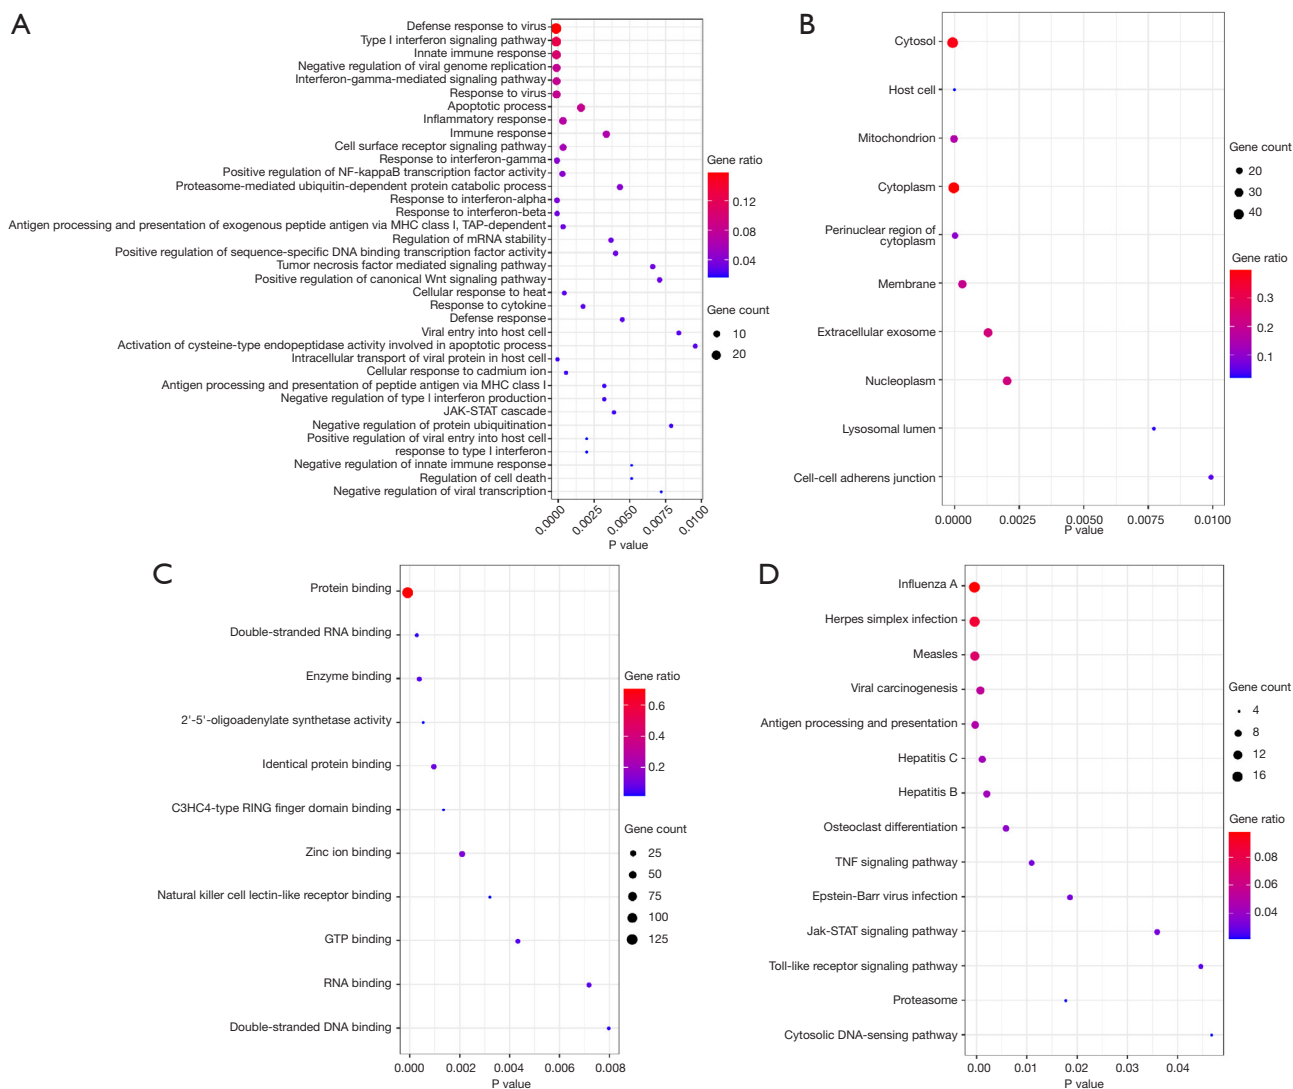 A
Defense response to virus
Type I interferon signaling pathway
Innate immune response
Negative regulation of viral genome replication
Interferon-gamma-mediated signaling pathway
Response to virus
Apoptotic process
Inflammatory response
Immune response
Cell surface receptor signaling pathway
Response to interferon-gamma
Positive regulation of NF-kappaB transcription factor activity
Proteasome-mediated ubiquitin-dependent protein catabolic process
Response to interferon-alpha
Response to interferon-beta
Antigen processing and presentation of exogenous peptide antigen via MHC class I, TAP-dependent
Regulation of mRNA stability
Positive regulation of sequence-specific DNA binding transcription factor activity
Tumor necrosis factor mediated signaling pathway
Positive regulation of canonical Wnt signaling pathway
Cellular response to heat
Response to cytokine
Defense response
Viral entry into host cell
Activation of cysteine-type endopeptidase activity involved in apoptotic process
Intracellular transport of viral protein in host cell
Cellular response to cadmium ion
Antigen processing and presentation of peptide antigen via MHC class I
Negative regulation of type I interferon production
JAK-STAT cascade
Negative regulation of protein ubiquitination
Positive regulation of viral entry into host cell
response to type I interferon
Negative regulation of innate immune response
Regulation of cell death
Negative regulation of viral transcription
0.0000 0.0025 0.0050 0.0075 0.0100
P value
Gene ratio
0.12
0.08
0.04
Gene count
10
20
B
Cytosol
Host cell
Mitochondrion
Cytoplasm
Perinuclear region of
cytoplasm
Membrane
Extracellular exosome
Nucleoplasm
Lysosomal lumen
Cell-cell adherens junction
0.0000 0.0025 0.0050 0.0075 0.0100
P value
Gene count
20
30
40
Gene ratio
0.3
0.2
0.1
C
Protein binding
Double-stranded RNA binding
Enzyme binding
2'-5'-oligoadenylate synthetase activity
Identical protein binding
C3HC4-type RING finger domain binding
Zinc ion binding
Natural killer cell lectin-like receptor binding
GTP binding
RNA binding
Double-stranded DNA binding
0.000 0.002 0.004 0.006 0.008
P value
Gene ratio
0.6
0.4
0.2
Gene count
25
50
75
100
125
D
Influenza A
Herpes simplex infection
Measles
Viral carcinogenesis
Antigen processing and presentation
Hepatitis C
Hepatitis B
Osteoclast differentiation
TNF signaling pathway
Epstein-Barr virus infection
Jak-STAT signaling pathway
Toll-like receptor signaling pathway
Proteasome
Cytosolic DNA-sensing pathway
0.00 0.01 0.02 0.03 0.04
P value
Gene count
4
8
12
16
Gene ratio
0.08
0.06
0.04